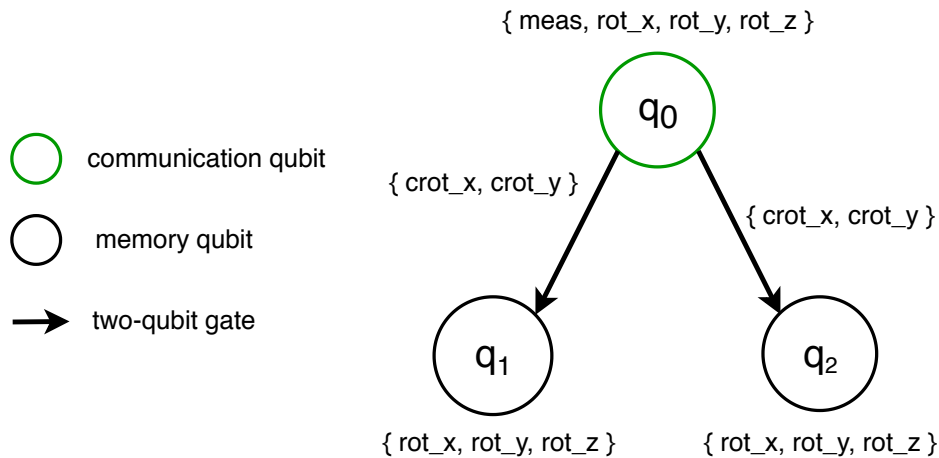 { meas, rot_x, rot_y, rot_z }
q0
communication qubit
{ crot_x, crot_y }
{ crot_x, crot_y }
memory qubit
two-qubit gate
q1
q2
{ rot_x, rot_y, rot_z }
{ rot_x, rot_y, rot_z }